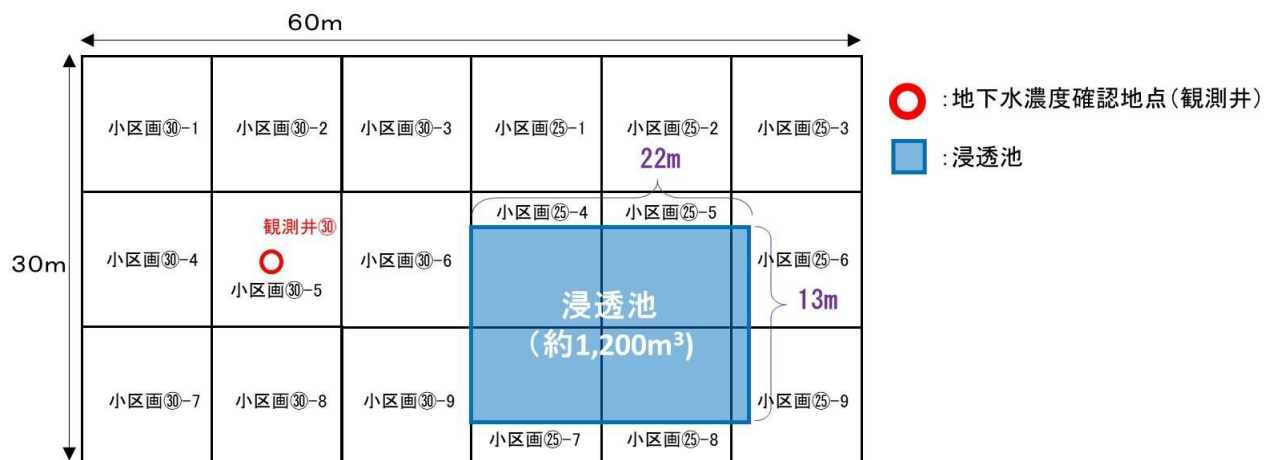 60m
30m
小区画㉚-1
小区画㉚-2
小区画㉚-3
小区画㉕-1
小区画㉕-2
小区画㉕-3
22m
小区画㉚-4
観測井㉚
小区画㉚-5
小区画㉚-6
小区画㉕-4
小区画㉕-5
小区画㉕-6
13m
浸透池
(約1,200m³)
小区画㉚-7
小区画㉚-8
小区画㉚-9
小区画㉕-7
小区画㉕-8
小区画㉕-9
:地下水濃度確認地点(観測井)
:浸透池